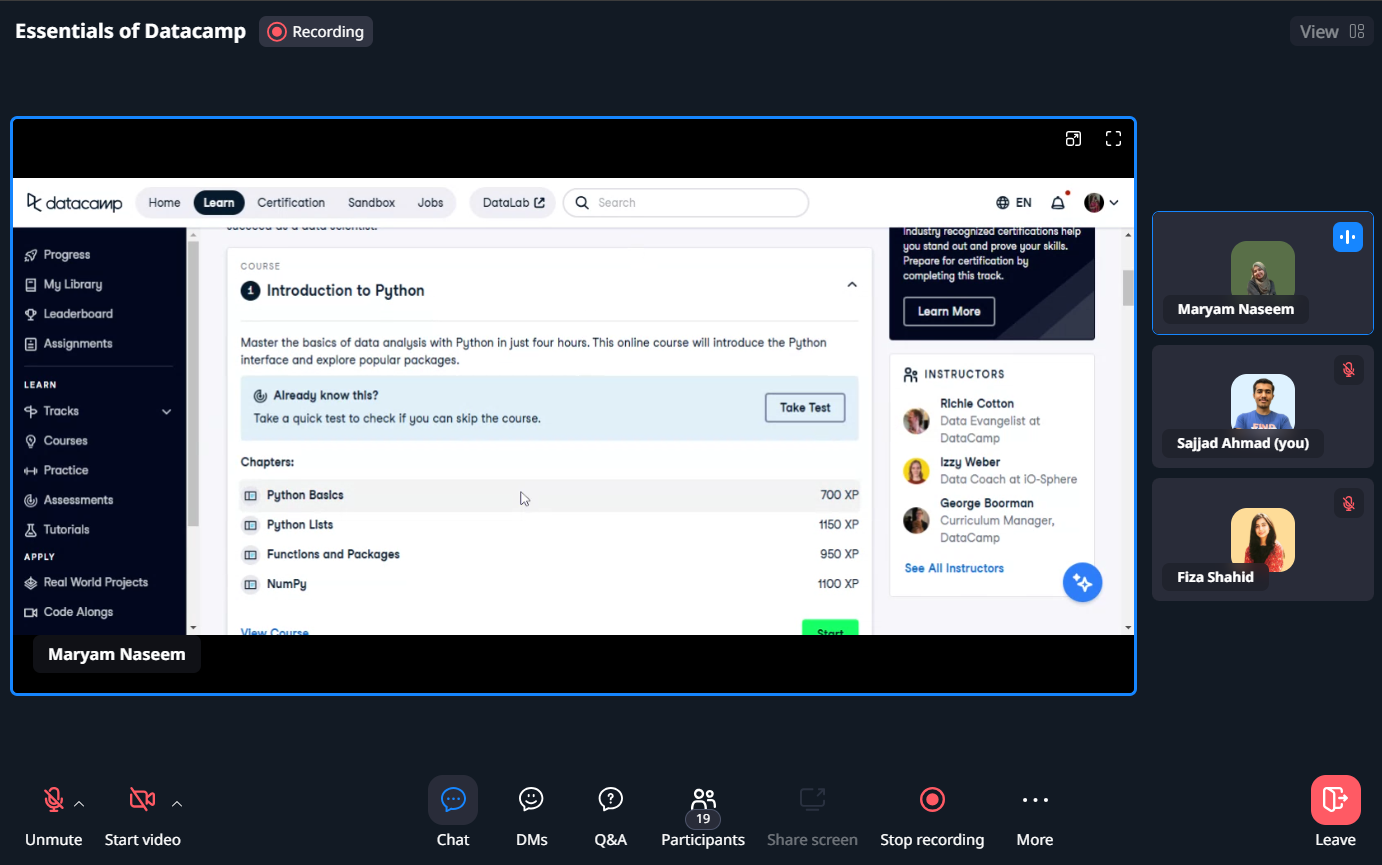 Essentials of Datacamp
Recording
View
datacamp
Home
Learn
Certification
Sandbox
Jobs
DataLab
Search
EN
Progress
My Library
Leaderboard
Assignments
LEARN
Tracks
Courses
Practice
Assessments
Tutorials
APPLY
Real World Projects
Code Alongs
succeed as a data scientist.
COURSE
1 Introduction to Python
Master the basics of data analysis with Python in just four hours. This online course will introduce the Python
interface and explore popular packages.
Already know this?
Take a quick test to check if you can skip the course.
Take Test
Chapters:
Python Basics 700 XP
Python Lists 1150 XP
Functions and Packages 950 XP
NumPy 1100 XP
View Course
Start
Industry recognized certifications help
you stand out and prove your skills.
Prepare for certification by
completing this track.
Learn More
INSTRUCTORS
Richie Cotton
Data Evangelist at
DataCamp
Izzy Weber
Data Coach at iO-Sphere
George Boorman
Curriculum Manager,
DataCamp
See All Instructors
Maryam Naseem
Maryam Naseem
Sajjad Ahmad (you)
Fiza Shahid
Unmute
Start video
Chat
DMs
Q&A
19
Participants
Share screen
Stop recording
More
Leave